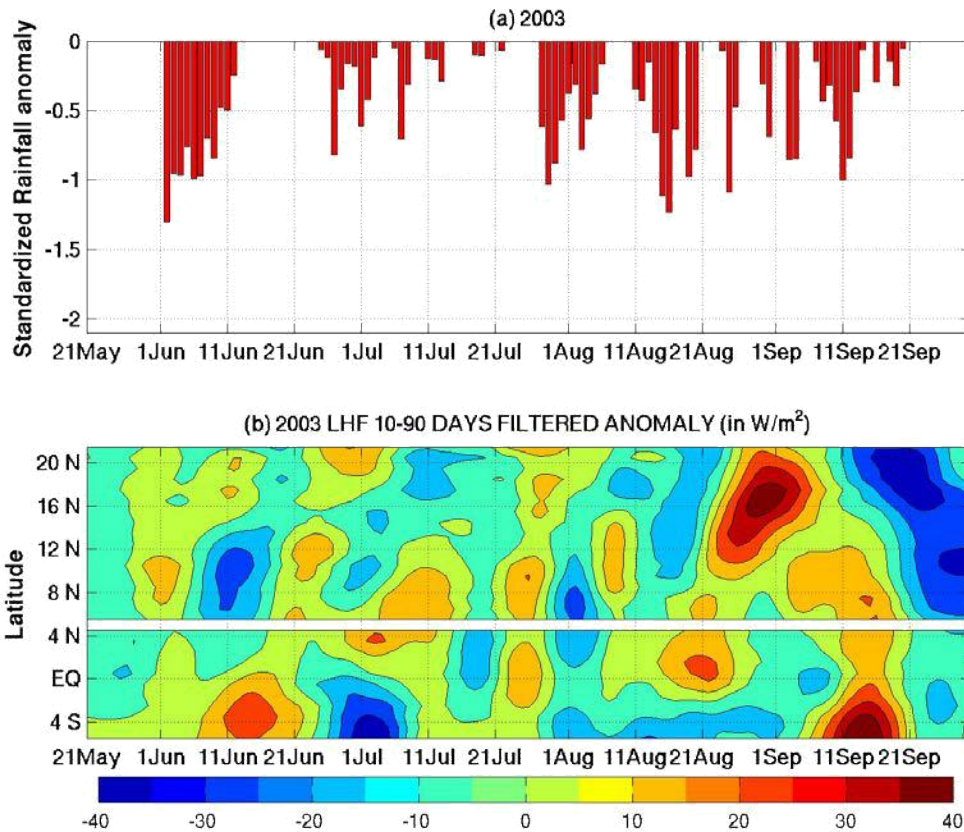 (a) 2003
Standardized Rainfall anomaly
0
-0.5
-1
-1.5
-2
21May 1Jun 11Jun 21Jun 1Jul 11Jul 21Jul 1Aug 11Aug 21Aug 1Sep 11Sep 21Sep
(b) 2003 LHF 10-90 DAYS FILTERED ANOMALY (in W/m²)
Latitude
20 N
16 N
12 N
8 N
4 N
EQ
4 S
21May 1Jun 11Jun 21Jun 1Jul 11Jul 21Jul 1Aug 11Aug 21Aug 1Sep 11Sep 21Sep
-40 -30 -20 -10 0 10 20 30 40